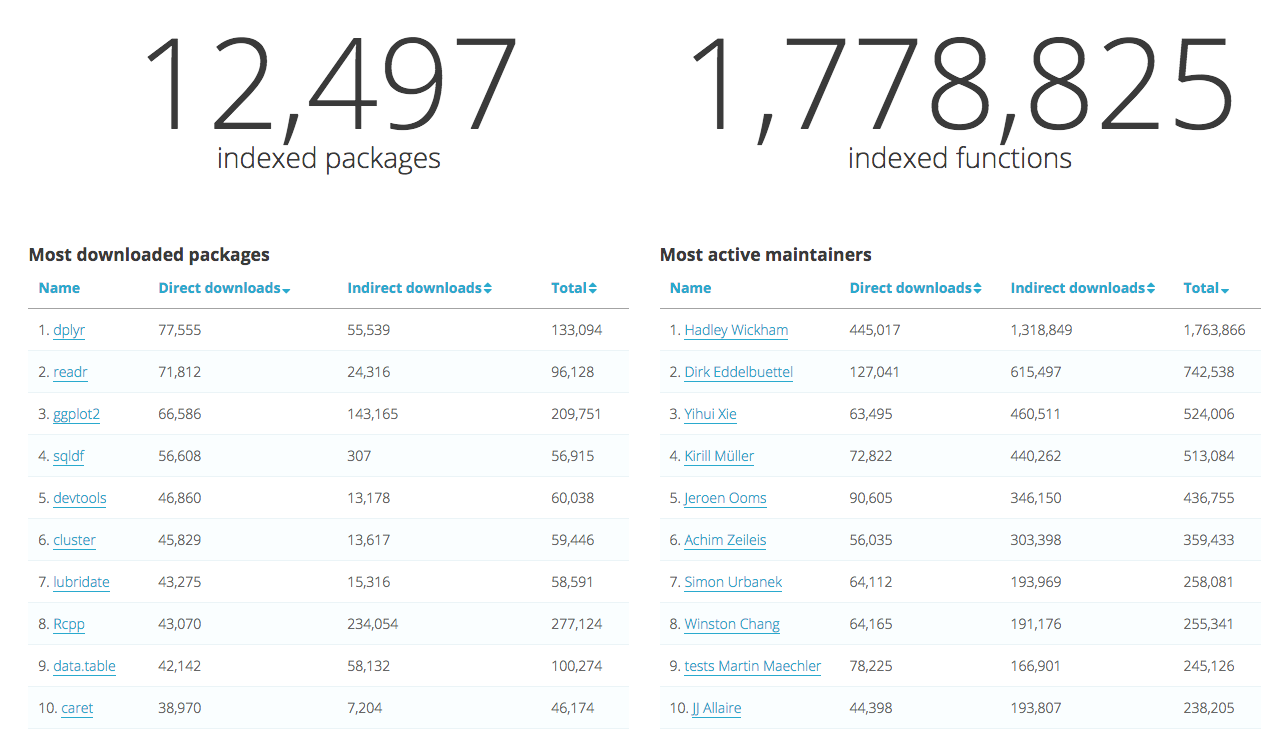 12,497
indexed packages
1,778,825
indexed functions
Most downloaded packages
Name Direct downloads Indirect downloads Total
1. dplyr 77,555 55,539 133,094
2. readr 71,812 24,316 96,128
3. ggplot2 66,586 143,165 209,751
4. sqldf 56,608 307 56,915
5. devtools 46,860 13,178 60,038
6. cluster 45,829 13,617 59,446
7. lubridate 43,275 15,316 58,591
8. Rcpp 43,070 234,054 277,124
9. data.table 42,142 58,132 100,274
10. caret 38,970 7,204 46,174
Most active maintainers
Name Direct downloads Indirect downloads Total
1. Hadley Wickham 445,017 1,318,849 1,763,866
2. Dirk Eddelbuettel 127,041 615,497 742,538
3. Yihui Xie 63,495 460,511 524,006
4. Kirill Müller 72,822 440,262 513,084
5. Jeroen Ooms 90,605 346,150 436,755
6. Achim Zeileis 56,035 303,398 359,433
7. Simon Urbanek 64,112 193,969 258,081
8. Winston Chang 64,165 191,176 255,341
9. tests Martin Maechler 78,225 166,901 245,126
10. JJ Allaire 44,398 193,807 238,205